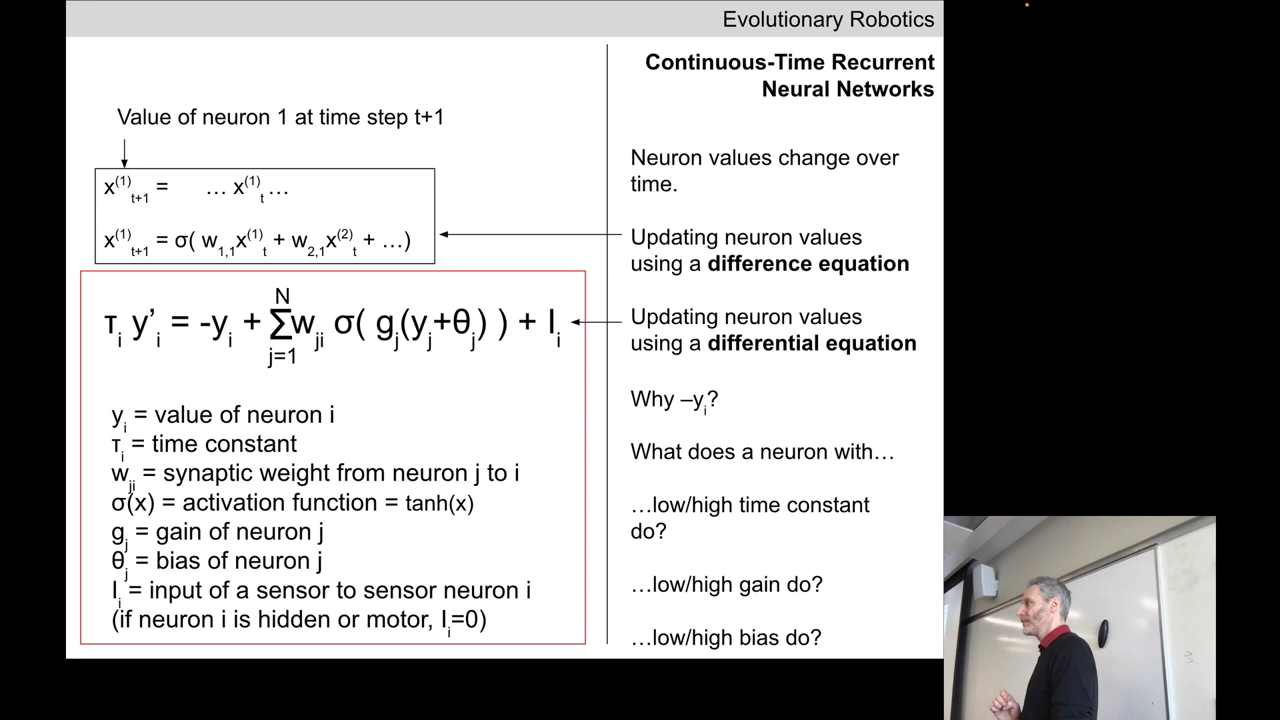 Evolutionary Robotics
Continuous-Time Recurrent
Neural Networks
Value of neuron 1 at time step t+1
x⁽¹⁾ₜ₊₁ = … x⁽¹⁾ₜ …
x⁽¹⁾ₜ₊₁ = σ( w₁,₁x⁽¹⁾ₜ + w₂,₁x⁽²⁾ₜ + …)
τᵢ y’ᵢ = -yᵢ + Σ N j=1 wⱼᵢ σ( gⱼ(yⱼ+θⱼ) ) + Iᵢ
yᵢ = value of neuron i
τᵢ = time constant
wⱼᵢ = synaptic weight from neuron j to i
σ(x) = activation function = tanh(x)
gⱼ = gain of neuron j
θⱼ = bias of neuron j
Iᵢ = input of a sensor to sensor neuron i
(if neuron i is hidden or motor, Iᵢ=0)
Neuron values change over
time.
Updating neuron values
using a difference equation
Updating neuron values
using a differential equation
Why –yᵢ?
What does a neuron with…
…low/high time constant
do?
…low/high gain do?
…low/high bias do?